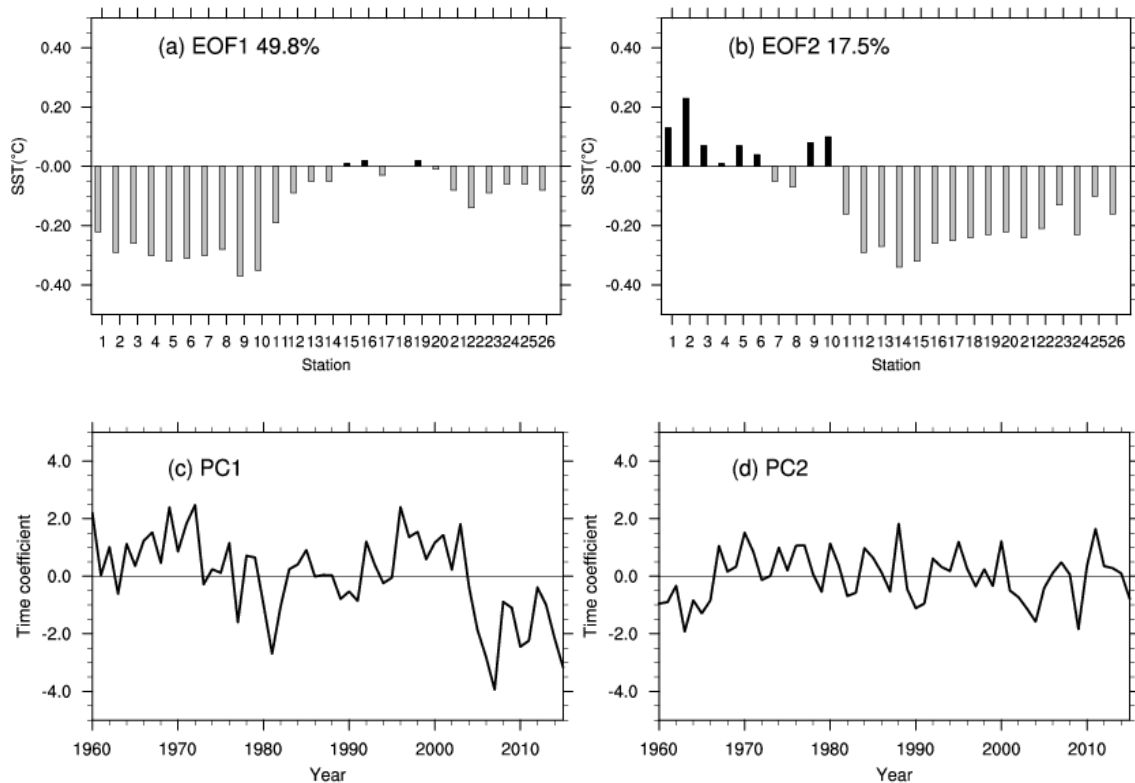 (a) EOF1 49.8%
0.40
0.20
-0.00
-0.20
-0.40
SST(°C)
1 2 3 4 5 6 7 8 9 10 11 12 13 14 15 16 17 18 19 20 21 22 23 24 25 26
Station
(b) EOF2 17.5%
0.40
0.20
-0.00
-0.20
-0.40
SST(°C)
1 2 3 4 5 6 7 8 9 10 11 12 13 14 15 16 17 18 19 20 21 22 23 24 25 26
Station
(c) PC1
4.0
2.0
0.0
-2.0
-4.0
Time coefficient
1960 1970 1980 1990 2000 2010
Year
(d) PC2
4.0
2.0
0.0
-2.0
-4.0
Time coefficient
1960 1970 1980 1990 2000 2010
Year